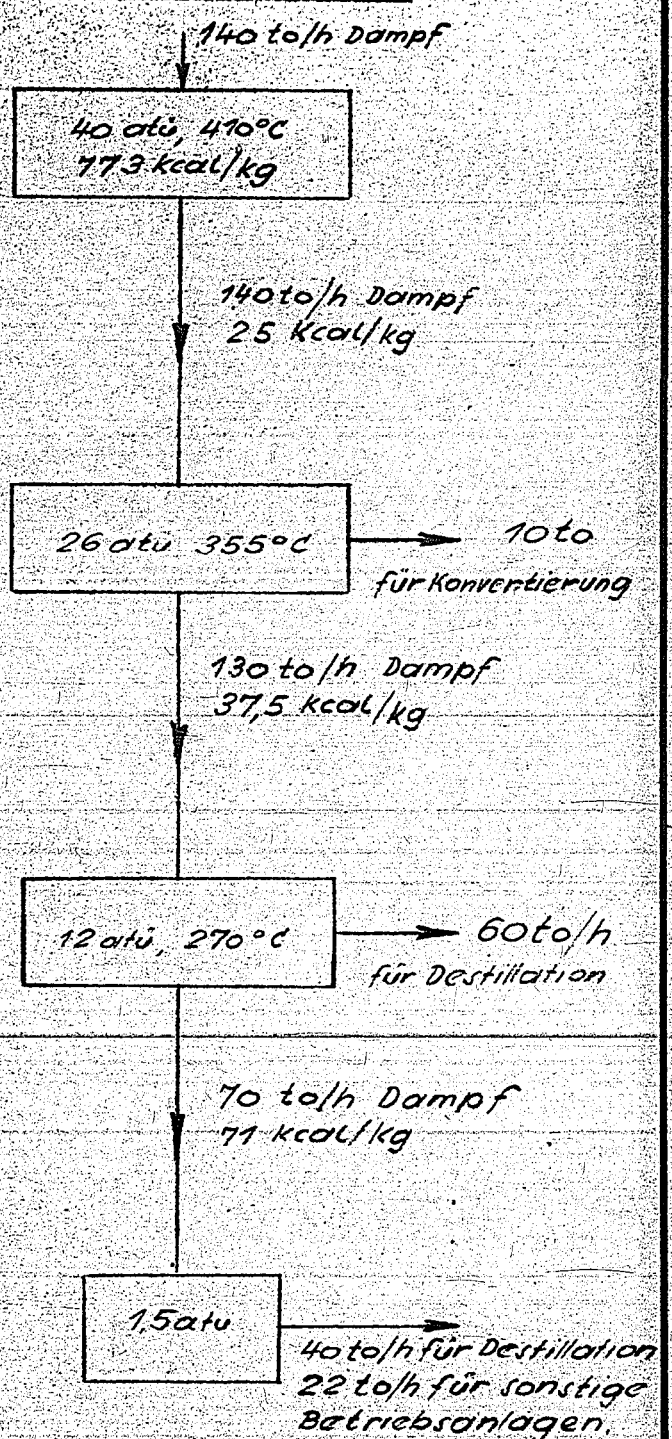 140 to/h Dampf
40 atü, 410°C
773 kcal/kg
140 to/h Dampf
25 Kcal/kg
26 atü 355°C
10 to
für Konvertierung
130 to/h Dampf
37,5 kcal/kg
12 atü, 270°C
60 to/h
für Destillation
70 to/h Dampf
71 kcal/kg
1,5 atu
40 to/h für Destillation
22 to/h für sonstige
Betriebsanlagen.